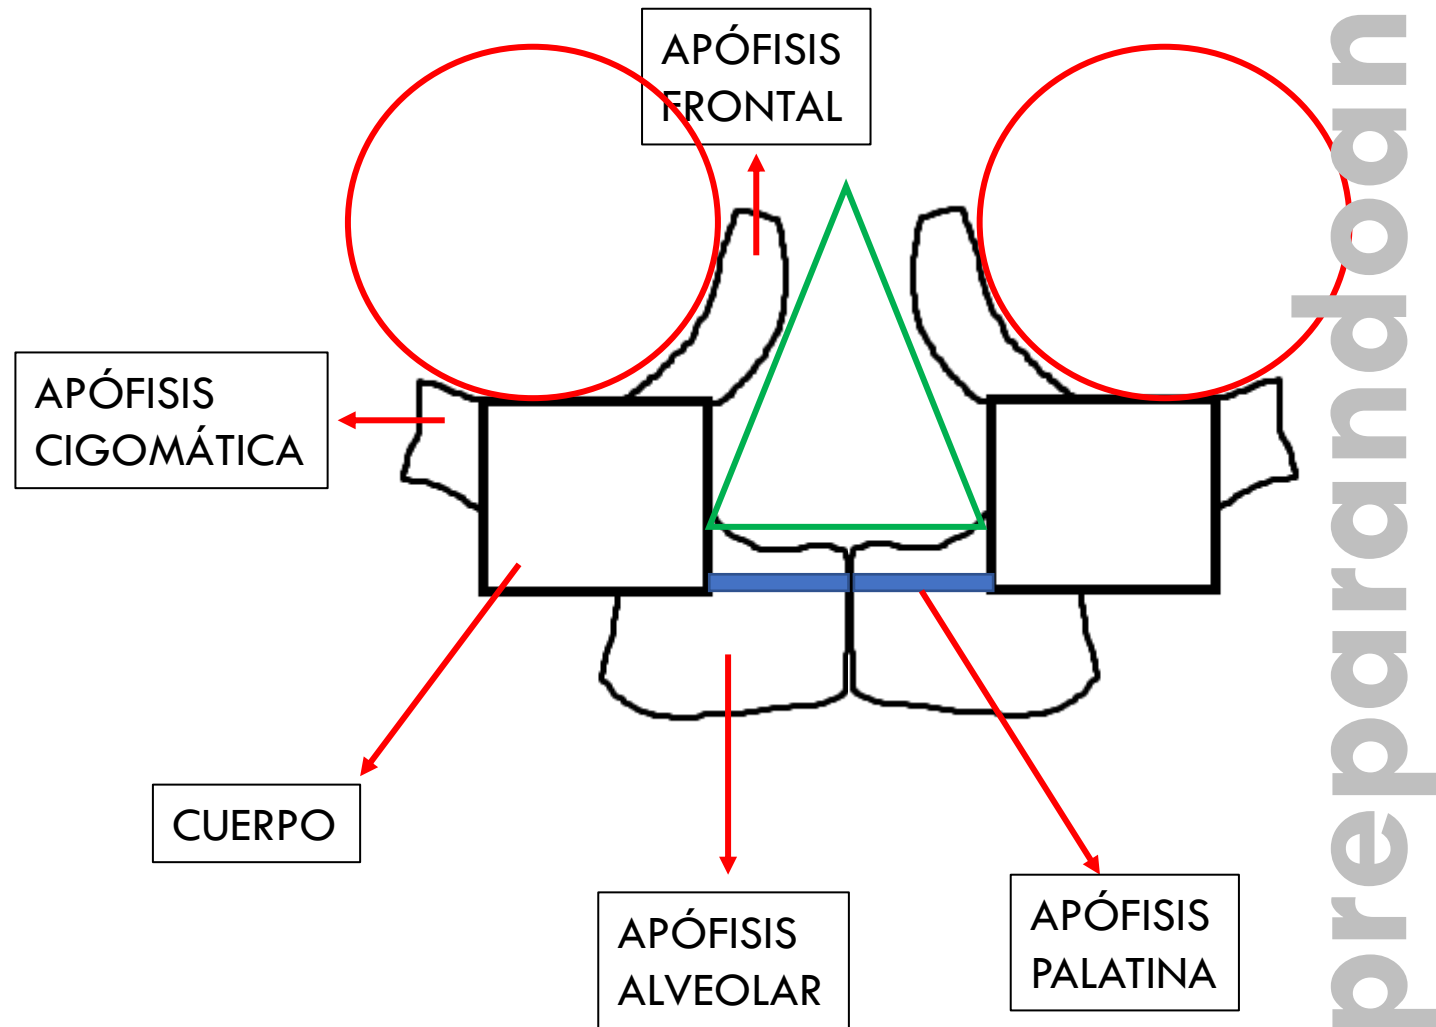 APÓFISIS
FRONTAL
APÓFISIS
CIGOMÁTICA
CUERPO
APÓFISIS
ALVEOLAR
APÓFISIS
PALATINA
preparandoan